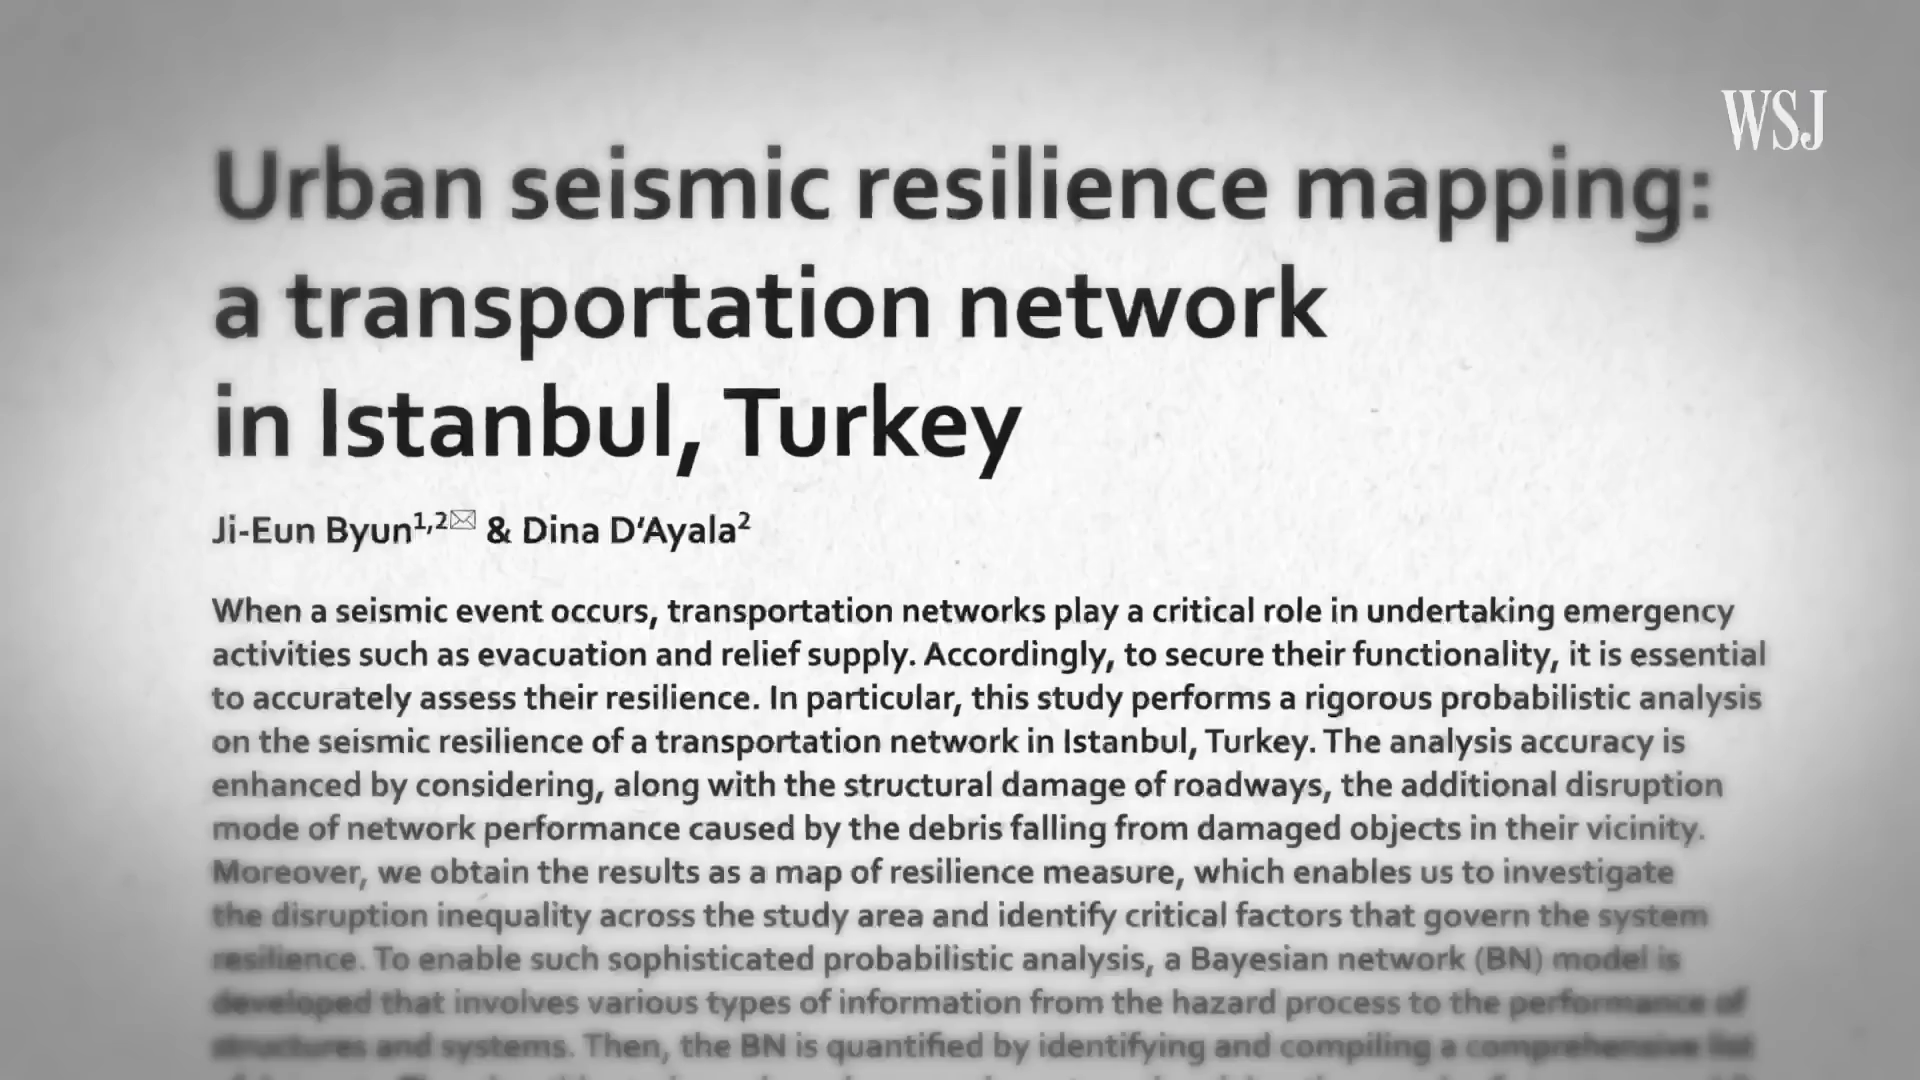 WSJ
Urban seismic resilience mapping:
a transportation network
in Istanbul, Turkey
Ji-Eun Byun1,2✉ & Dina D'Ayala2
When a seismic event occurs, transportation networks play a critical role in undertaking emergency
activities such as evacuation and relief supply. Accordingly, to secure their functionality, it is essential
to accurately assess their resilience. In particular, this study performs a rigorous probabilistic analysis
on the seismic resilience of a transportation network in Istanbul, Turkey. The analysis accuracy is
enhanced by considering, along with the structural damage of roadways, the additional disruption
mode of network performance caused by the debris falling from damaged objects in their vicinity.
Moreover, we obtain the results as a map of resilience measure, which enables us to investigate
the disruption inequality across the study area and identify critical factors that govern the system
resilience. To enable such sophisticated probabilistic analysis, a Bayesian network (BN) model is
developed that involves various types of information from the hazard process to the performance of
structures and systems. Then, the BN is quantified by identifying and compiling a comprehensive list